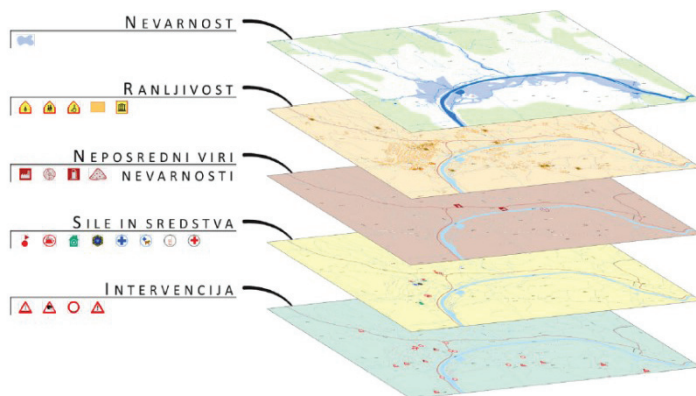 NEVARNOST
RANLJIVOST
NEPOSREDNI VIRI
NEVARNOSTI
SILE IN SREDSTVA
INTERVENCIJA